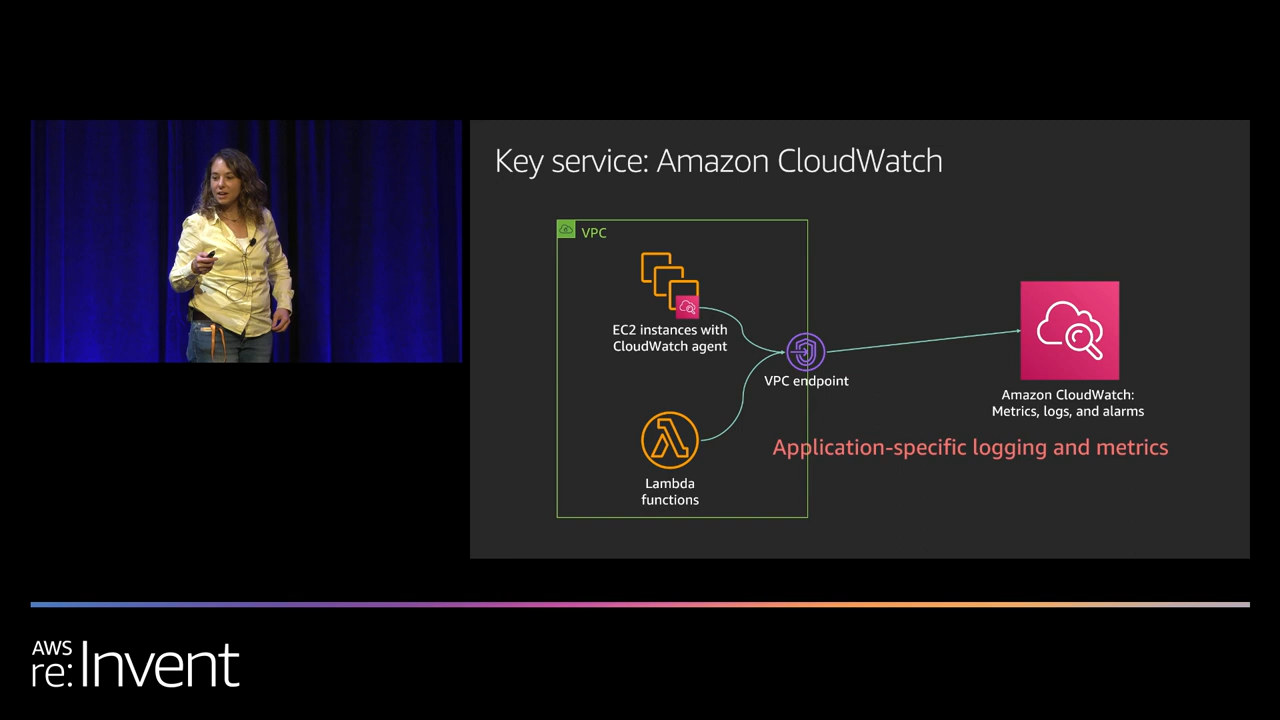 Key service: Amazon CloudWatch
VPC
EC2 instances with
CloudWatch agent
VPC endpoint
Amazon CloudWatch:
Metrics, logs, and alarms
Application-specific logging and metrics
Lambda
functions
AWS
re:Invent